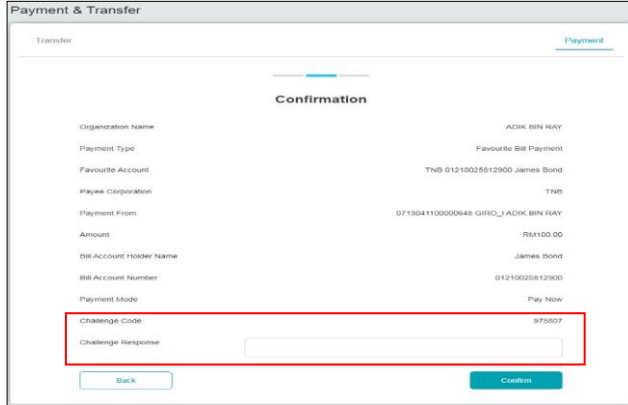 Payment & Transfer
Transfer Payment
Confirmation
Organization Name ADIK BIN RAY
Payment Type Favourite Bill Payment
Favourite Account TNB 01210025812900 James Bond
Payee Corporation TNB
Payment From 0713041100000648 GIRO_I ADIK BIN RAY
Amount RM100.00
Bill Account Holder Name James Bond
Bill Account Number 01210025812900
Payment Mode Pay Now
Challenge Code 975807
Challenge Response
Back Confirm